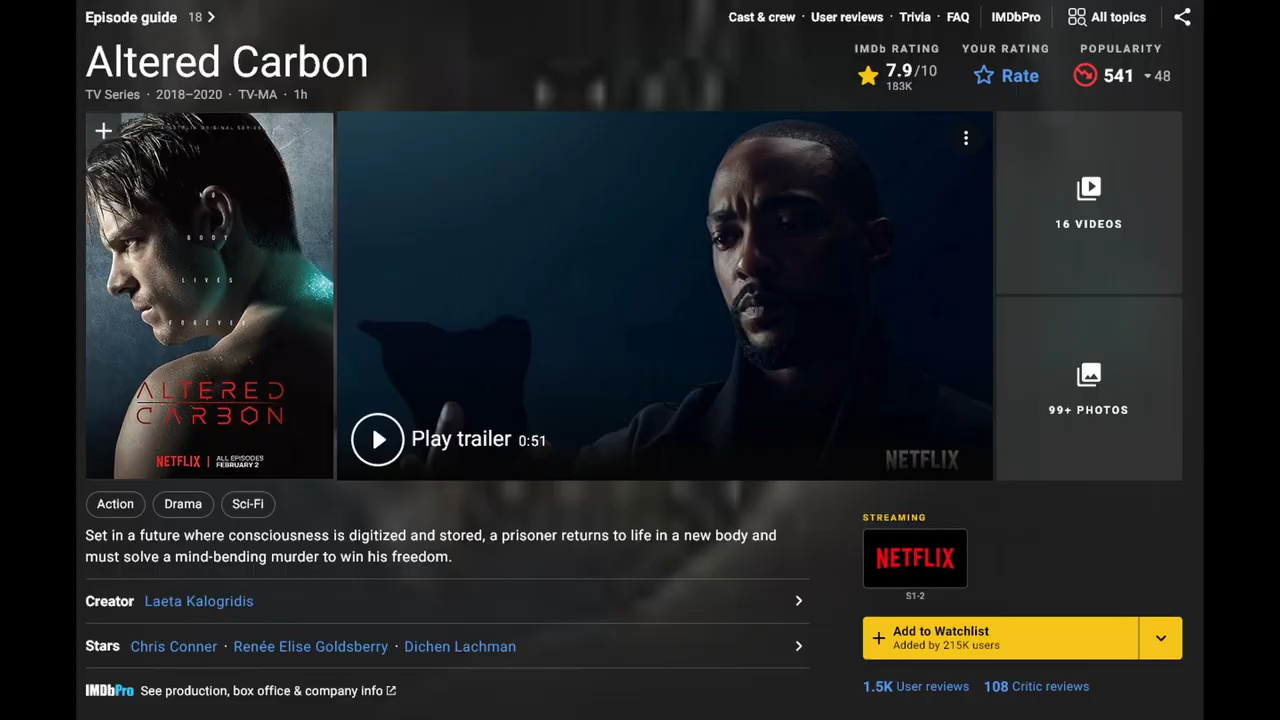 Episode guide 18
Cast & crew · User reviews · Trivia · FAQ IMDbPro All topics
Altered Carbon
TV Series · 2018–2020 · TV-MA · 1h
IMDb RATING
7.9/10
183K
YOUR RATING
Rate
POPULARITY
541 48
BODY
LIVES
FOREVER
ALTERED
CARBON
NETFLIX | ALL EPISODES
FEBRUARY 2
Play trailer 0:51
NETFLIX
16 VIDEOS
99+ PHOTOS
Action Drama Sci-Fi
Set in a future where consciousness is digitized and stored, a prisoner returns to life in a new body and
must solve a mind-bending murder to win his freedom.
Creator Laeta Kalogridis
Stars Chris Conner · Renée Elise Goldsberry · Dichen Lachman
IMDbPro See production, box office & company info
STREAMING
NETFLIX
S1-2
Add to Watchlist
Added by 215K users
1.5K User reviews 108 Critic reviews